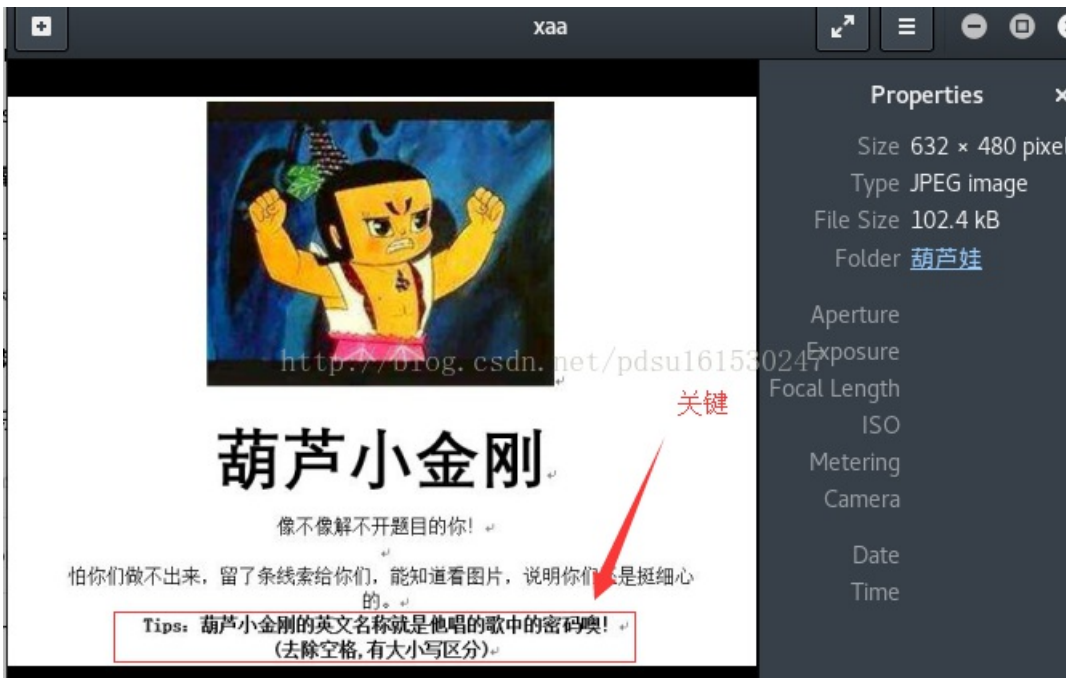 xaa
Properties
Size 632 × 480 pixel
Type JPEG image
File Size 102.4 kB
Folder 葫芦娃
Aperture
Exposure
Focal Length
ISO
Metering
Camera
Date
Time
http://blog.csdn.net/pdsu161530247
关键
葫芦小金刚
像不像解不开题目的你!
怕你们做不出来，留了条线索给你们，能知道看图片，说明你们是挺细心
的。
Tips：葫芦小金刚的英文名称就是他唱的歌中的密码噢!
(去除空格,有大小写区分)